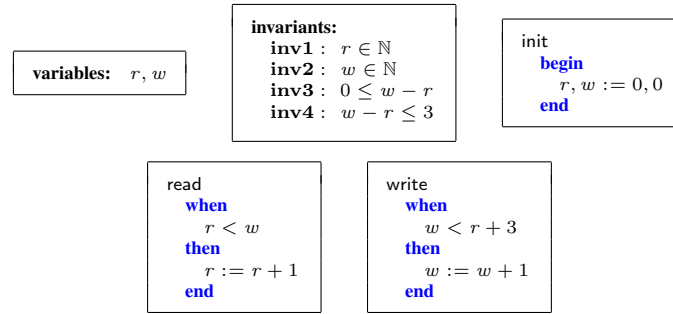 variables: r, w
invariants:
inv1 : r ∈ ℕ
inv2 : w ∈ ℕ
inv3 : 0 ≤ w − r
inv4 : w − r ≤ 3
init
begin
r, w := 0, 0
end
read
when
r < w
then
r := r + 1
end
write
when
w < r + 3
then
w := w + 1
end